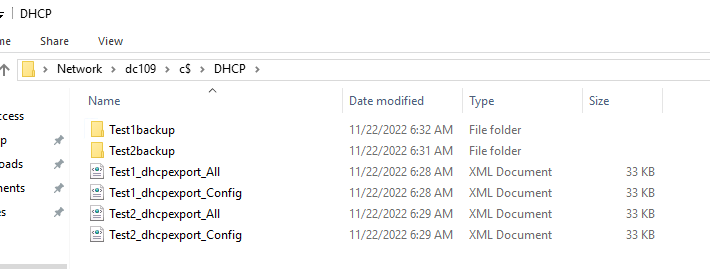 DHCP
me Share View
Network dc109 c$ DHCP
Name Date modified Type Size
cess
Test1backup 11/22/2022 6:32 AM File folder
p Test2backup 11/22/2022 6:31 AM File folder
oads Test1_dhcpexport_All 11/22/2022 6:28 AM XML Document 33 KB
ments Test1_dhcpexport_Config 11/22/2022 6:28 AM XML Document 33 KB
es Test2_dhcpexport_All 11/22/2022 6:29 AM XML Document 33 KB
Test2_dhcpexport_Config 11/22/2022 6:29 AM XML Document 33 KB